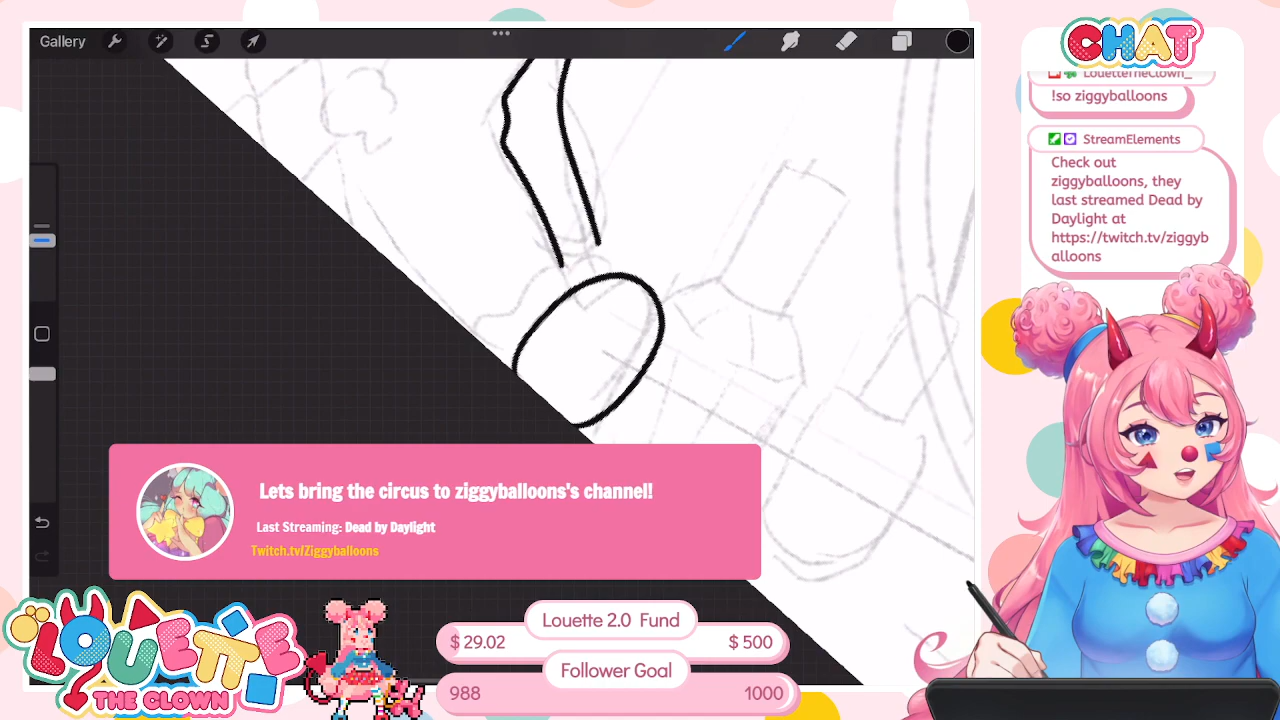 Gallery
CHAT
LouetteTheClown_
!so ziggyballoons
StreamElements
Check out
ziggyballoons, they
last streamed Dead by
Daylight at
https://twitch.tv/ziggyb
alloons
Lets bring the circus to ziggyballoons's channel!
Last Streaming: Dead by Daylight
Twitch.tv/Ziggyballoons
LOUETTE
THE CLOWN
Louette 2.0 Fund
$ 29.02
$ 500
Follower Goal
988
1000